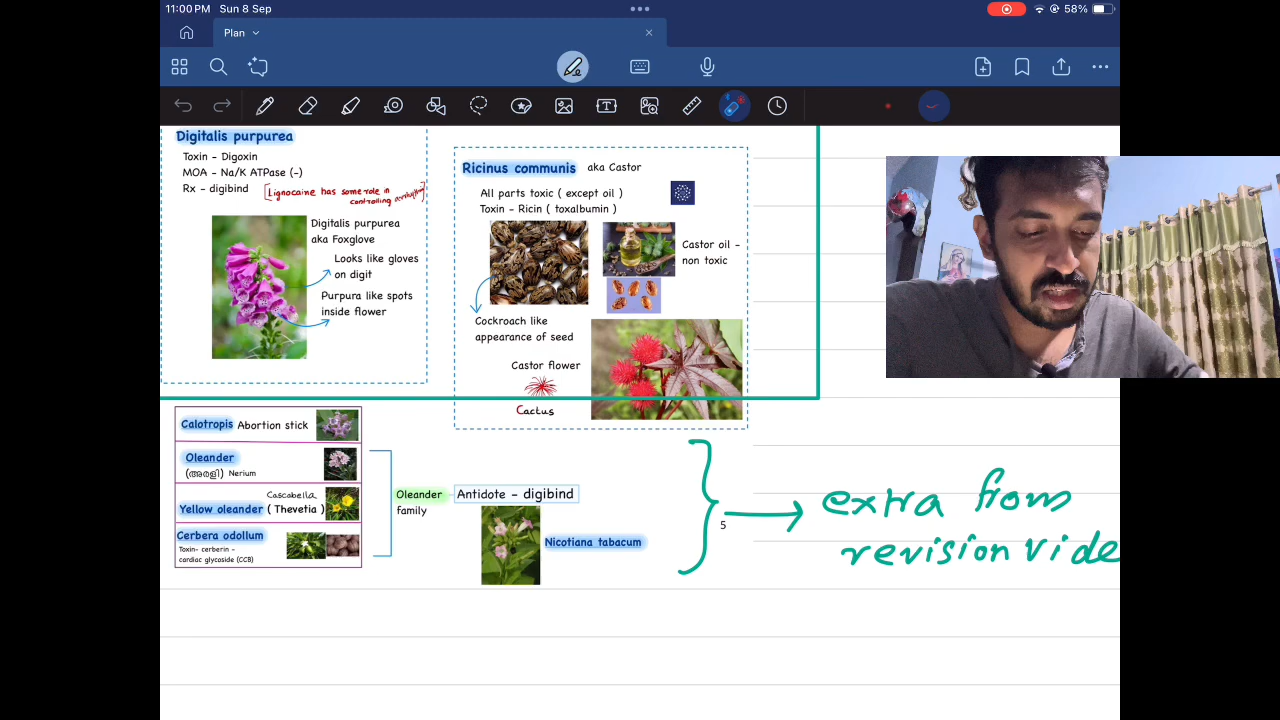 11:00 PM Sun 8 Sep
58%
Plan
Digitalis purpurea
Toxin - Digoxin
MOA - Na/K ATPase (-)
Rx - digibind
[Lignocaine has some role in
controlling arrhythmia]
Digitalis purpurea
aka Foxglove
Looks like gloves
on digit
Purpura like spots
inside flower
Ricinus communis aka Castor
All parts toxic ( except oil )
Toxin - Ricin ( toxalbumin )
Castor oil -
non toxic
Cockroach like
appearance of seed
Castor flower
Cactus
Calotropis Abortion stick
Oleander
(അരളി) Nerium
Cascabella
Yellow oleander ( Thevetia )
Cerbera odollum
Toxin- cerberin -
cardiac glycoside (CCB)
Oleander
family
Antidote - digibind
Nicotiana tabacum
5
extra from
revision vide